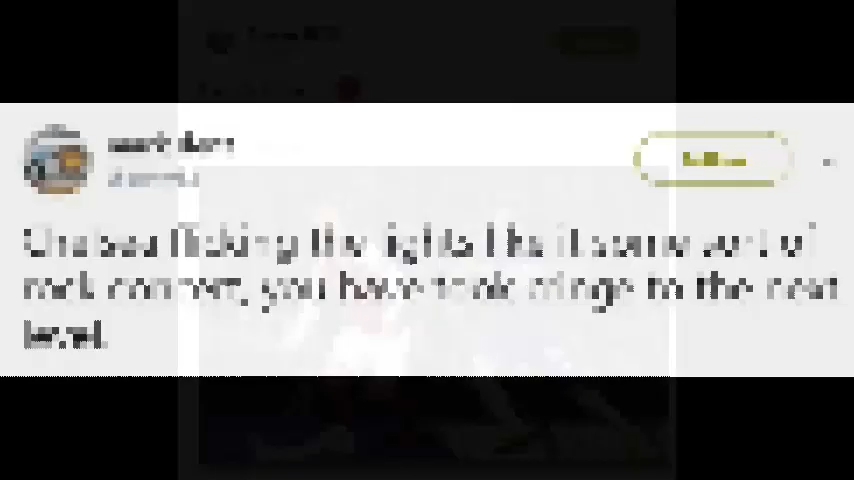 Chelsea flicking the lights like it some sort of
rock concert, you have took cringe to the next
level.